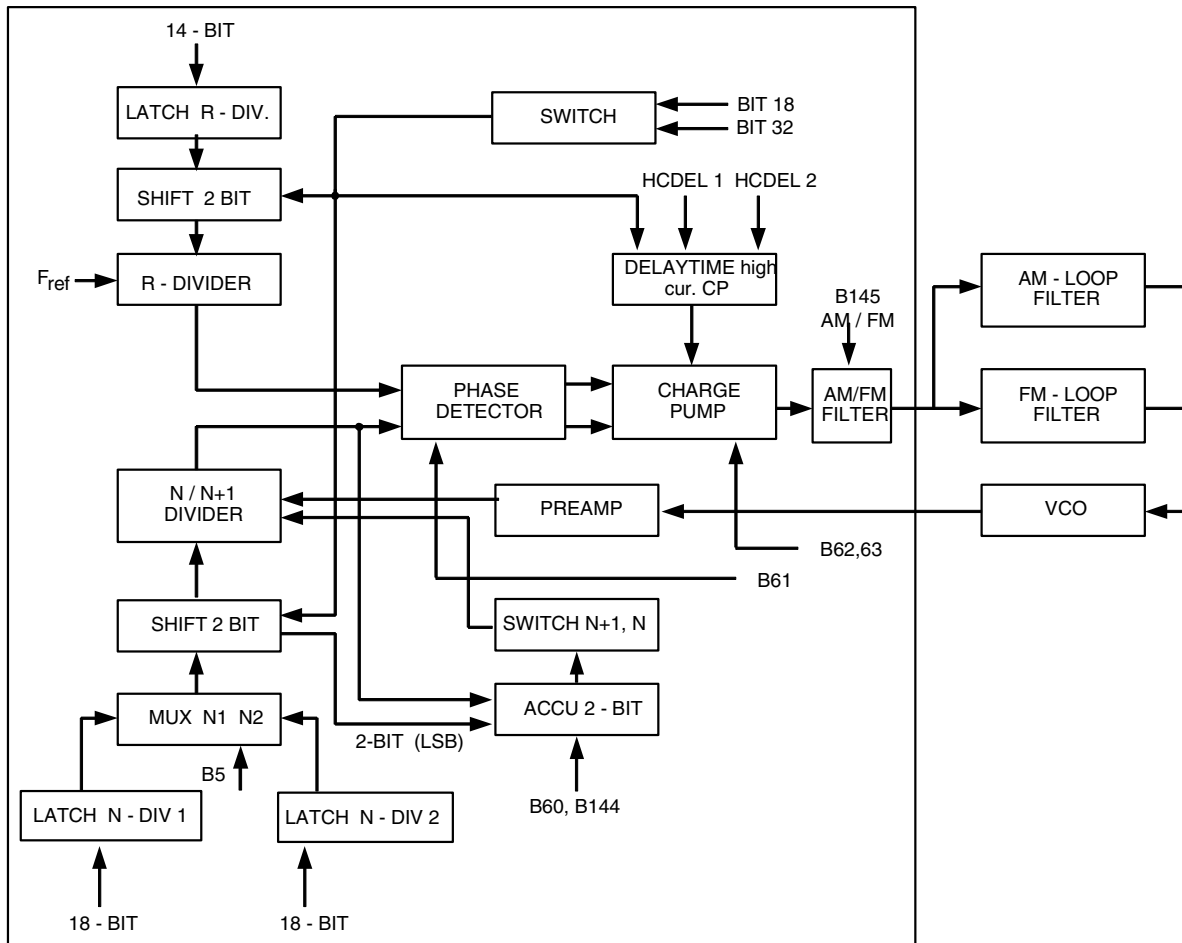 14 - BIT
LATCH R - DIV.
SWITCH
BIT 18
BIT 32
SHIFT 2 BIT
HCDEL 1 HCDEL 2
Fref
R - DIVIDER
DELAYTIME high
cur. CP
AM - LOOP
FILTER
B145
AM / FM
PHASE
DETECTOR
CHARGE
PUMP
AM/FM
FILTER
FM - LOOP
FILTER
N / N+1
DIVIDER
PREAMP
VCO
B62,63
B61
SHIFT 2 BIT
SWITCH N+1, N
MUX N1 N2
ACCU 2 - BIT
2-BIT (LSB)
B5
LATCH N - DIV 1
LATCH N - DIV 2
B60, B144
18 - BIT
18 - BIT